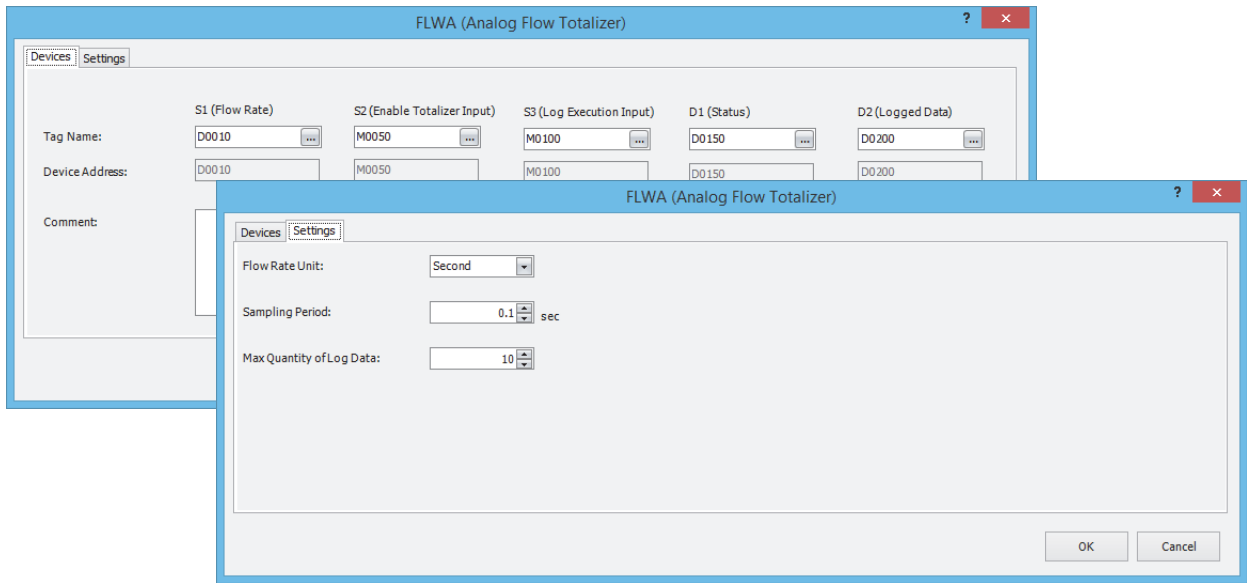 FLWA (Analog Flow Totalizer)
?
Devices Settings
S1 (Flow Rate) S2 (Enable Totalizer Input) S3 (Log Execution Input) D1 (Status) D2 (Logged Data)
Tag Name: D0010 ... M0050 ... M0100 ... D0150 ... D0200 ...
Device Address: D0010 M0050 M0100 D0150 D0200
Comment:
FLWA (Analog Flow Totalizer)
?
Devices Settings
Flow Rate Unit: Second
Sampling Period: 0.1 sec
Max Quantity of Log Data: 10
OK Cancel